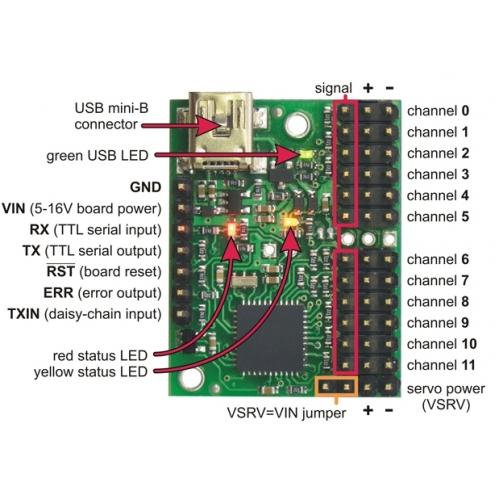 signal + -
USB mini-B
connector
green USB LED
GND
VIN (5-16V board power)
RX (TTL serial input)
TX (TTL serial output)
RST (board reset)
ERR (error output)
TXIN (daisy-chain input)
red status LED
yellow status LED
channel 0
channel 1
channel 2
channel 3
channel 4
channel 5
channel 6
channel 7
channel 8
channel 9
channel 10
channel 11
servo power
(VSRV)
VSRV=VIN jumper
+ -